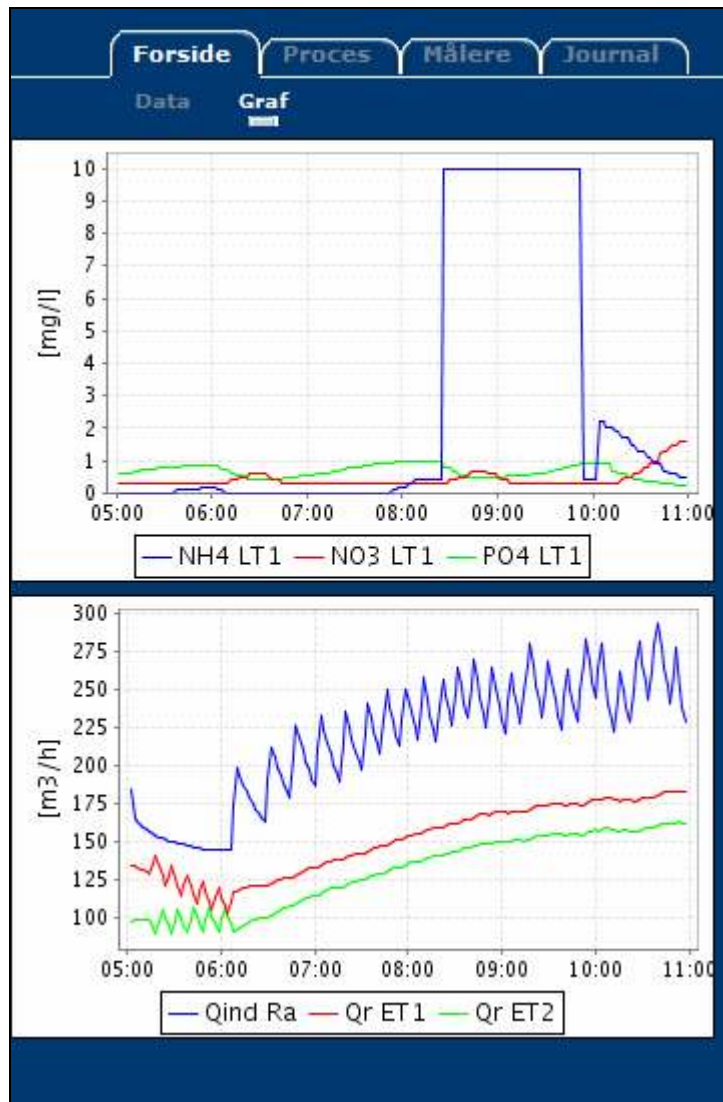 Forside Proces Målere Journal
Data Graf
10
9
8
7
6
5
4
3
2
1
0
[mg/l]
05:00 06:00 07:00 08:00 09:00 10:00 11:00
NH4 LT1 NO3 LT1 PO4 LT1
300
275
250
225
200
175
150
125
100
[m3/h]
05:00 06:00 07:00 08:00 09:00 10:00 11:00
Qind Ra Qr ET1 Qr ET2